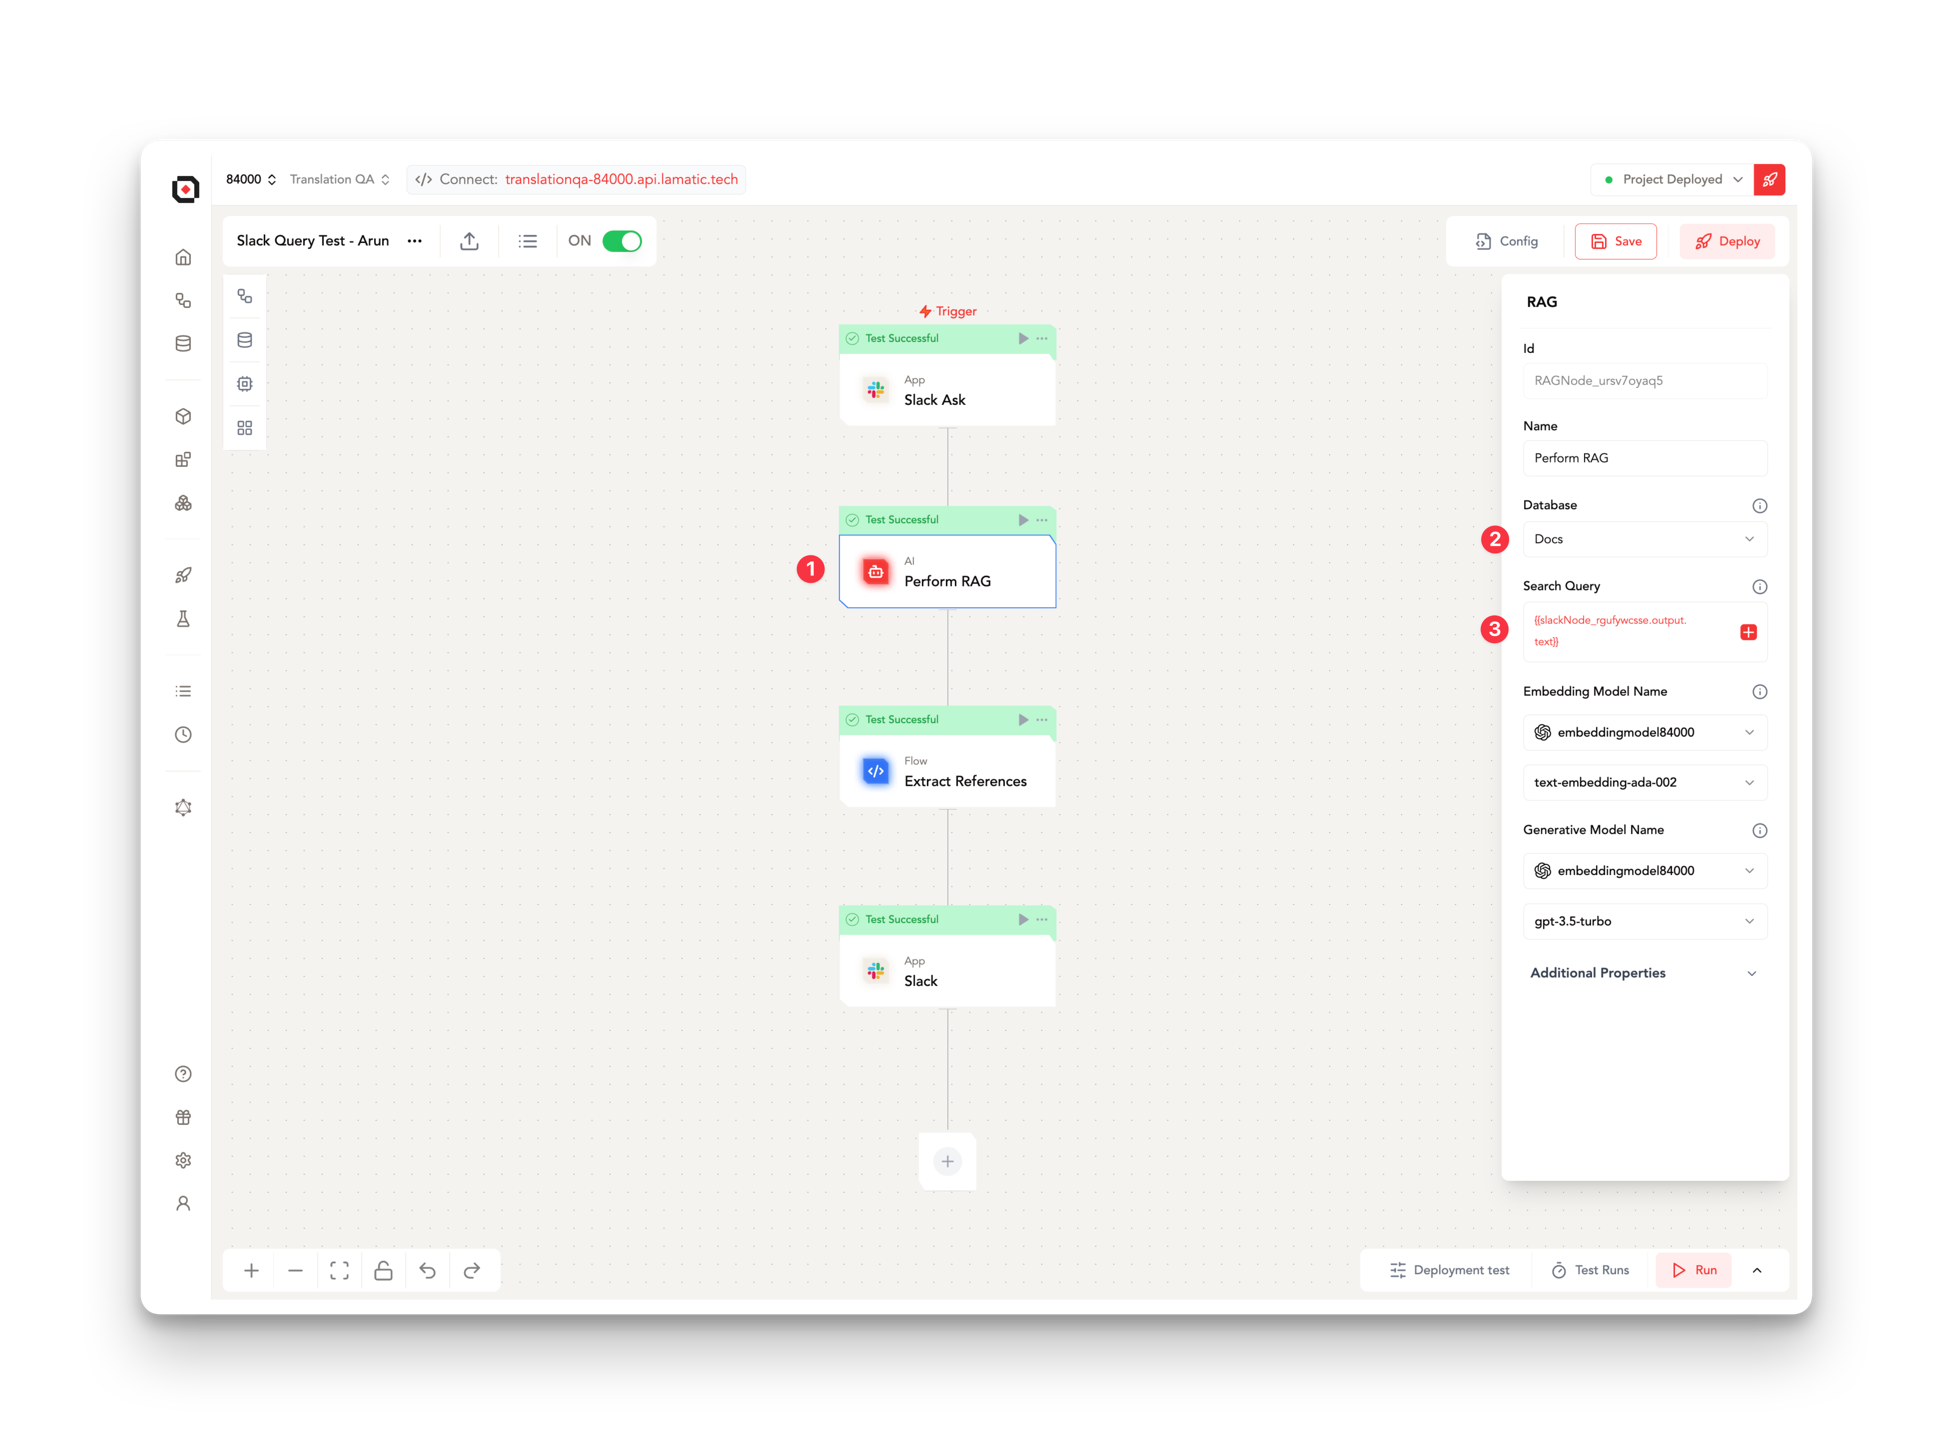 84000
Translation QA
</> Connect: translationqa-84000.api.lamatic.tech
Project Deployed
Slack Query Test - Arun
ON
Config
Save
Deploy
Trigger
Test Successful
App
Slack Ask
1
Test Successful
AI
Perform RAG
Test Successful
Flow
Extract References
Test Successful
App
Slack
RAG
Id
RAGNode_ursv7oyaq5
Name
Perform RAG
Database
2
Docs
Search Query
3
{{slackNode_rgufywcsse.output.
text}}
Embedding Model Name
embeddingmodel84000
text-embedding-ada-002
Generative Model Name
embeddingmodel84000
gpt-3.5-turbo
Additional Properties
Deployment test
Test Runs
Run